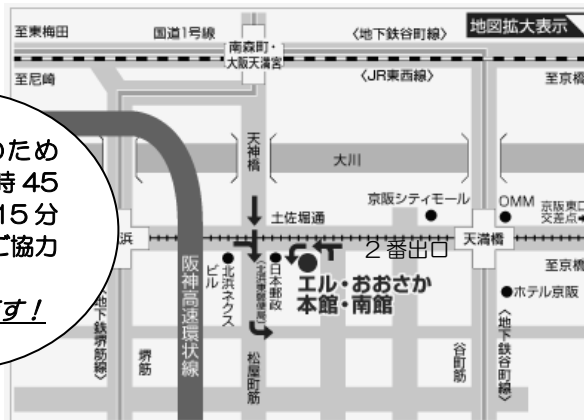 至東梅田
国道1号線
南森町・
大阪天満宮
〈地下鉄谷町線〉
地図拡大表示
至尼崎
〈JR東西線〉
至京橋
天神橋
大川
のため
時 45
15 分
ご協力
す！
土佐堀通
京阪シティモール
OMM
京阪東口
交差点
浜
2番出口
天満橋
至京橋
阪神高速環状線
北浜ネクス
ビル
〈北浜東郵便局〉
日本郵政
エル・おおさか
本館・南館
ホテル京阪
地下鉄堺筋線〉
堺筋
松屋町筋
谷町筋
〈地下鉄谷町線〉